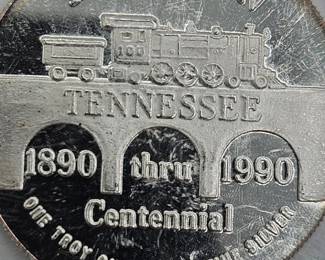 100
TENNESSEE
1890 thru 1990
Centennial
ONE TROY SILVER